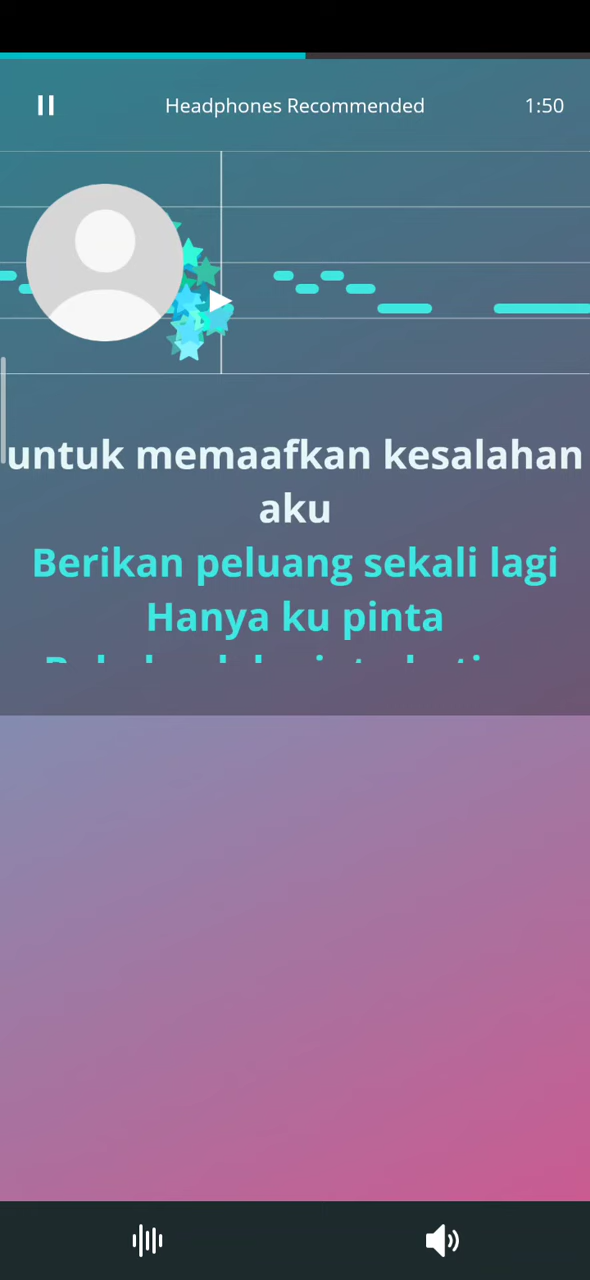 Headphones Recommended
1:50
untuk memaafkan kesalahan
aku
Berikan peluang sekali lagi
Hanya ku pinta